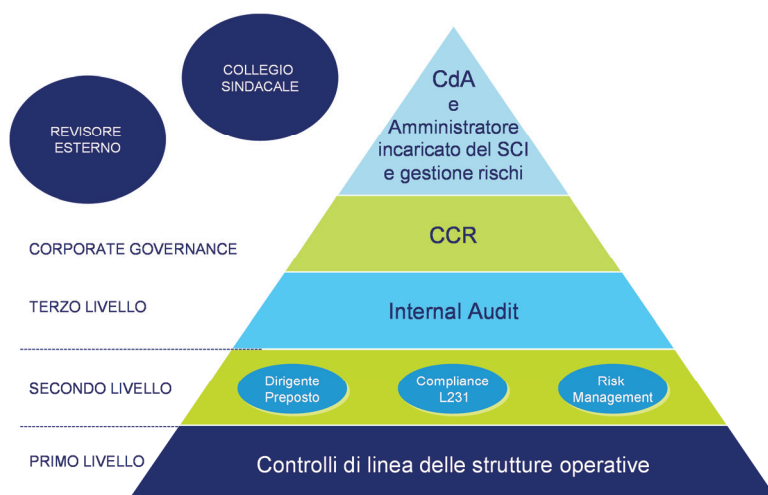 COLLEGIO
SINDACALE
REVISORE
ESTERNO
CdA
e
Amministratore
incaricato del SCI
e gestione rischi
CORPORATE GOVERNANCE
CCR
TERZO LIVELLO
Internal Audit
SECONDO LIVELLO
Dirigente
Preposto
Compliance
L231
Risk
Management
PRIMO LIVELLO
Controlli di linea delle strutture operative